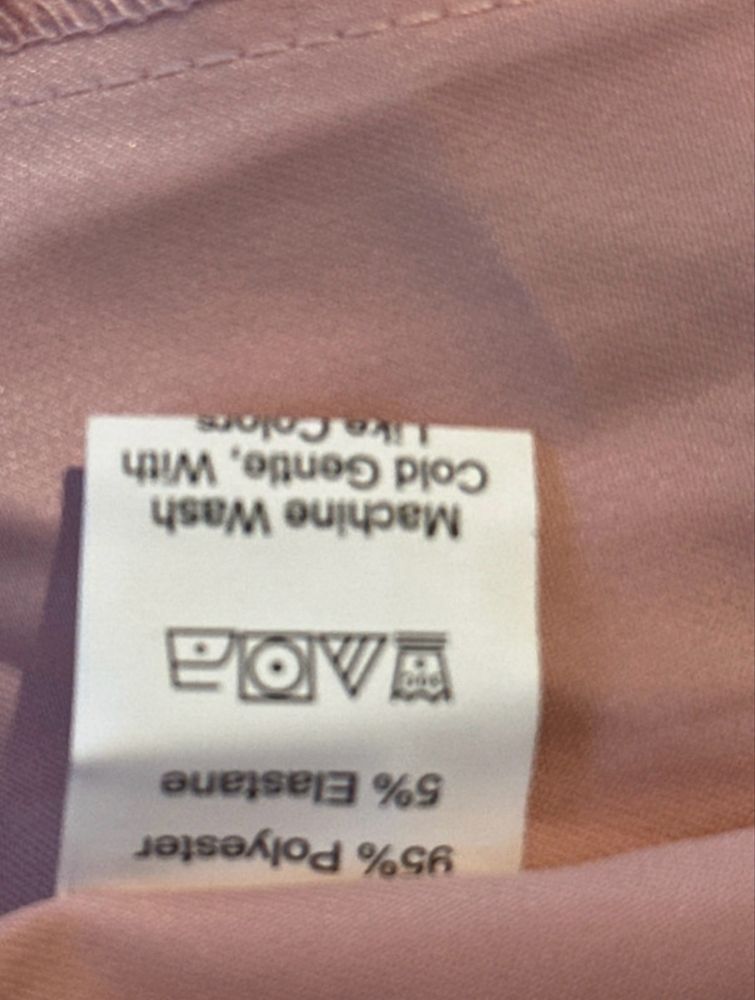 95% Polyester
5% Elastane
Machine Wash
Cold Gentle, With
Like Colors